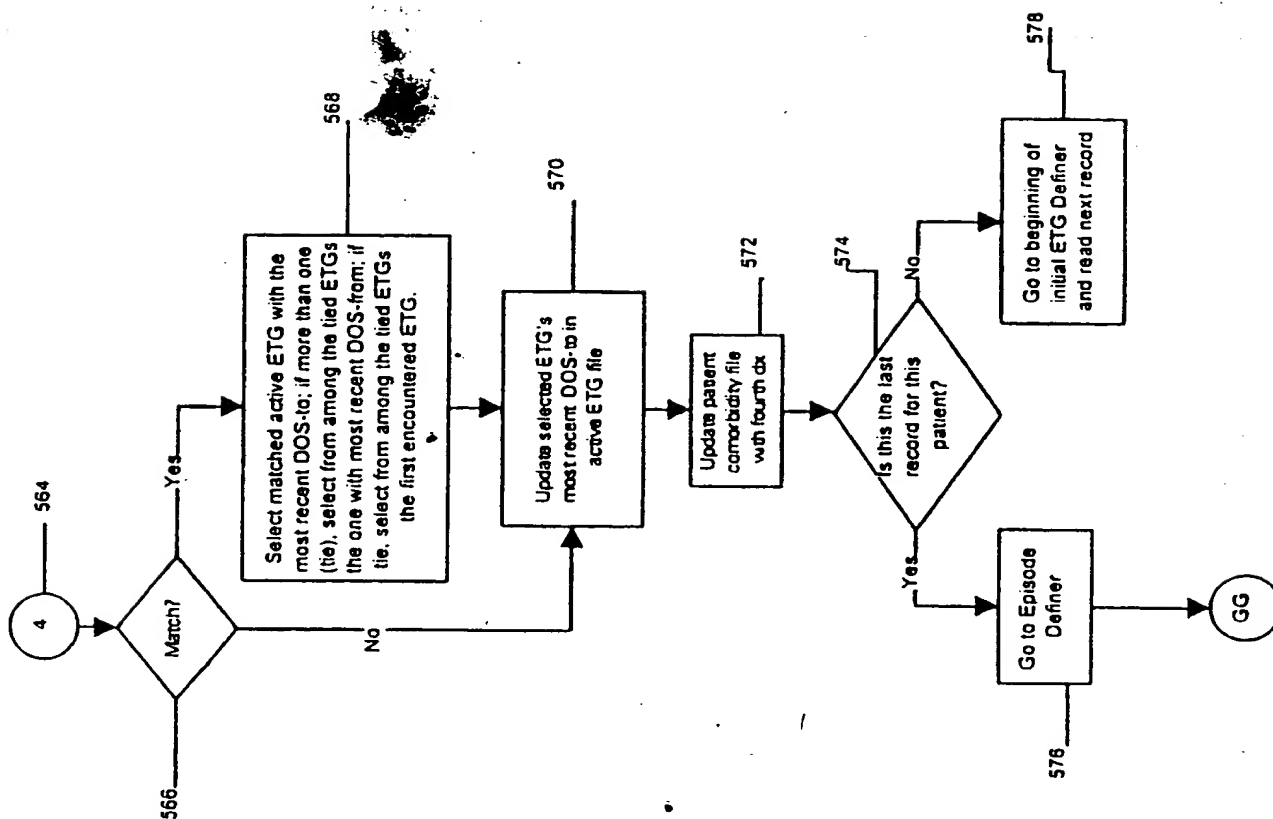 4
564
Match?
566
Yes
No
Select matched active ETG with the
most recent DOS-to; if more than one
(tie), select from among the tied ETGs
the one with most recent DOS-from; if
tie, select from among the tied ETGs
the first encountered ETG.
568
Update selected ETG's
most recent DOS-to in
active ETG file
570
Update patient
comorbidity file
with fourth dx
572
Is this the last
record for this
patient?
574
Yes
No
Go to Episode
Definer
576
Go to beginning of
initial ETG Definer
and read next record
578
GG